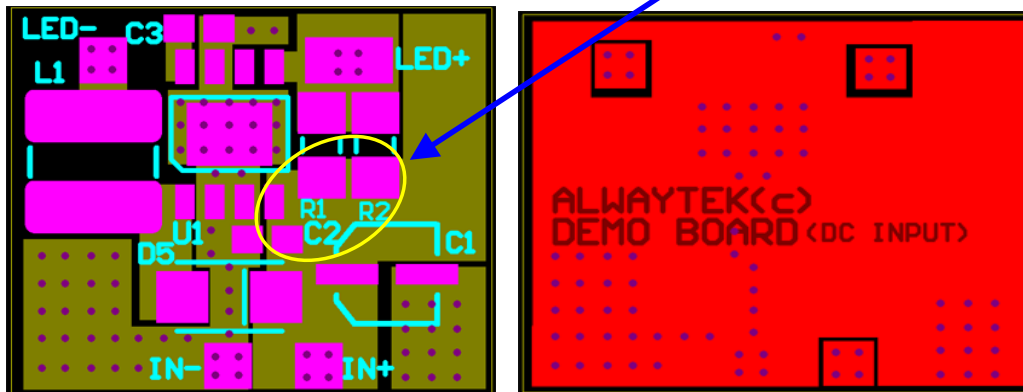 LED-
C3
LED+
L1
R1
R2
U1
C2
C1
D5
IN-
IN+
ALWAYTEK(c)
DEMO BOARD(DC INPUT)